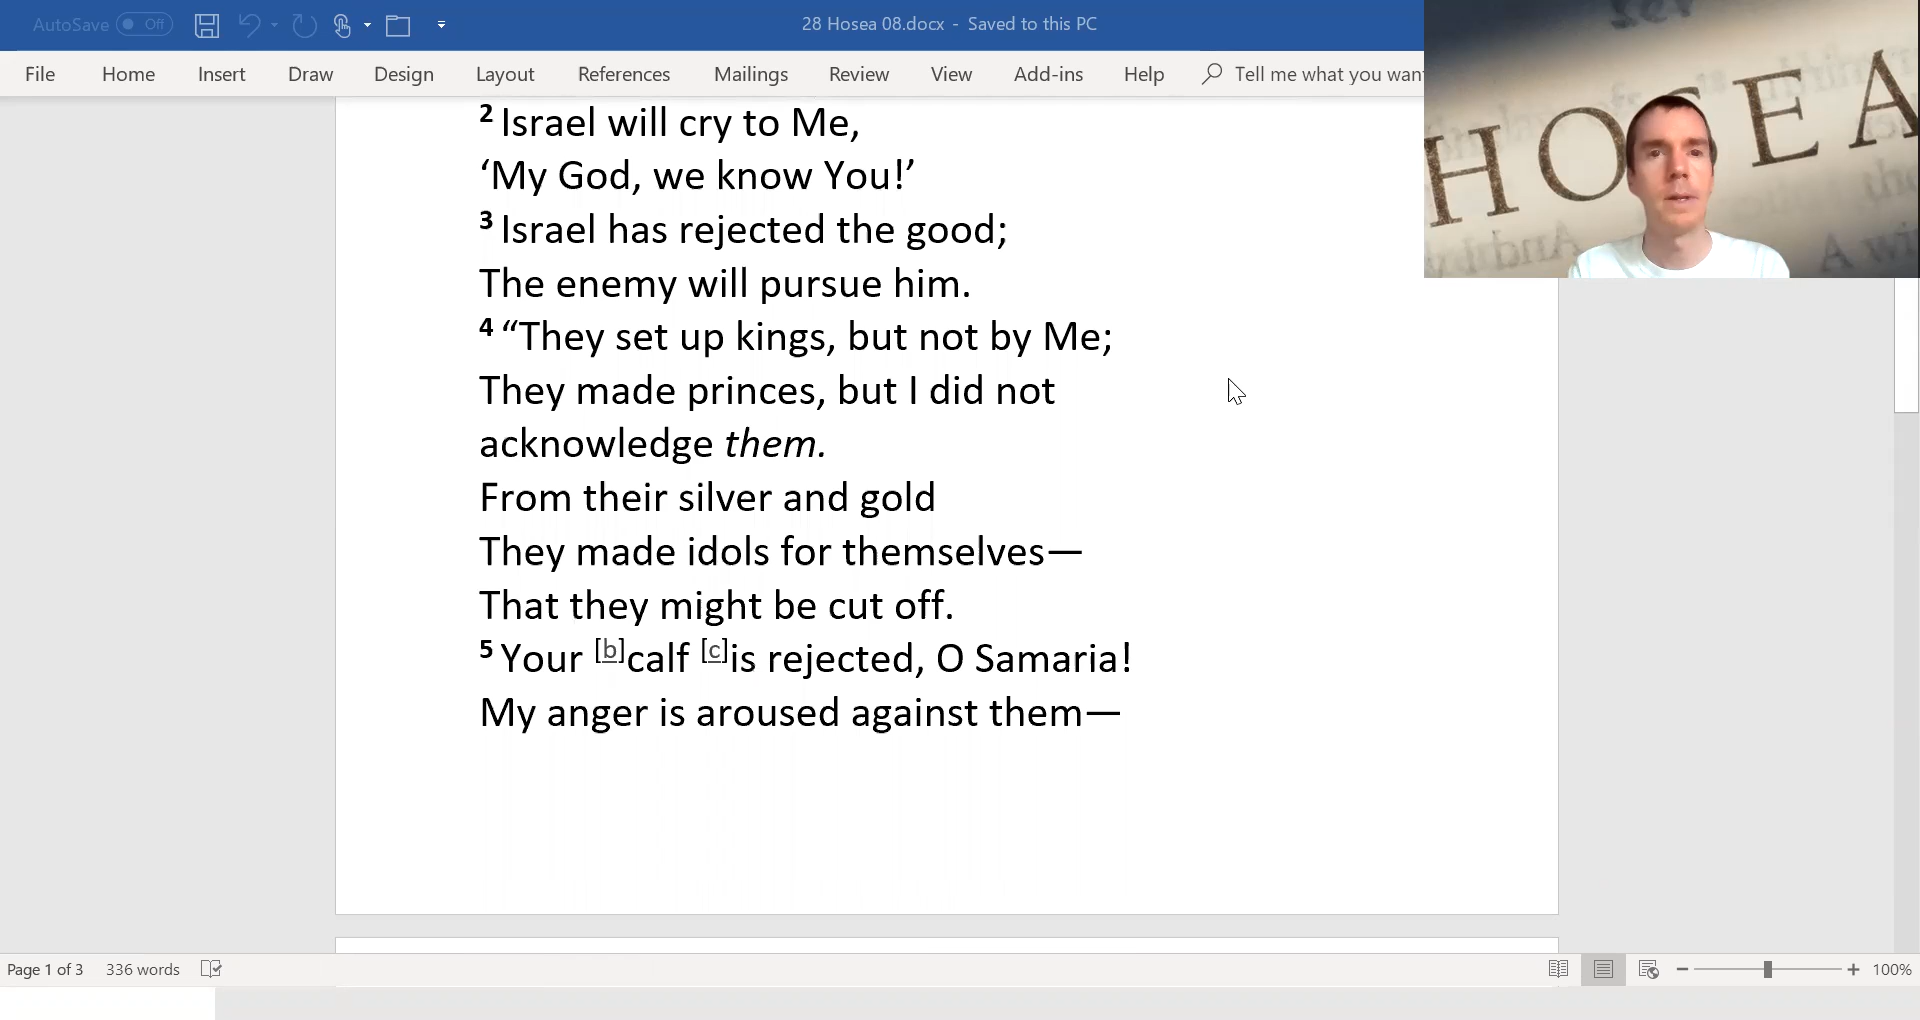 AutoSave Off
28 Hosea 08.docx - Saved to this PC
File Home Insert Draw Design Layout References Mailings Review View Add-ins Help Tell me what you wan
HOSEA
2 Israel will cry to Me,
‘My God, we know You!’
3 Israel has rejected the good;
The enemy will pursue him.
4 “They set up kings, but not by Me;
They made princes, but I did not
acknowledge them.
From their silver and gold
They made idols for themselves—
That they might be cut off.
5 Your [b]calf [c]is rejected, O Samaria!
My anger is aroused against them—
Page 1 of 3 336 words
100%